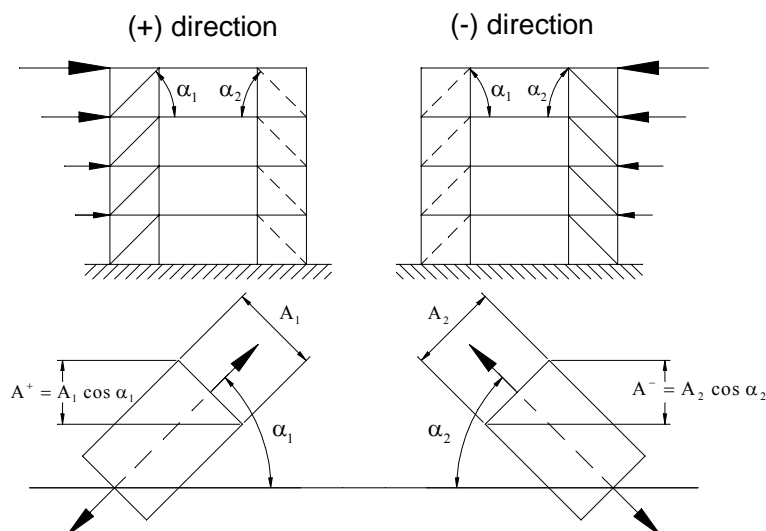 (+) direction
(-) direction
α₁
α₂
α₁
α₂
A₁
A₂
A⁺ = A₁ cos α₁
A⁻ = A₂ cos α₂
α₁
α₂